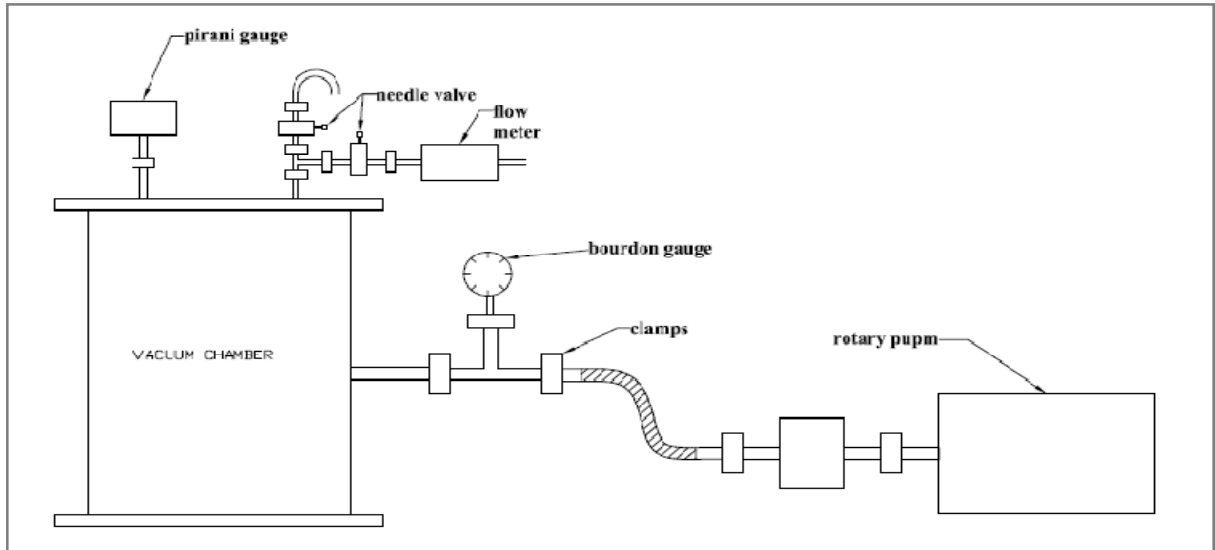 pirani gauge
needle valve
flow
meter
bourdon gauge
clamps
rotary pupm
VACUUM CHAMBER